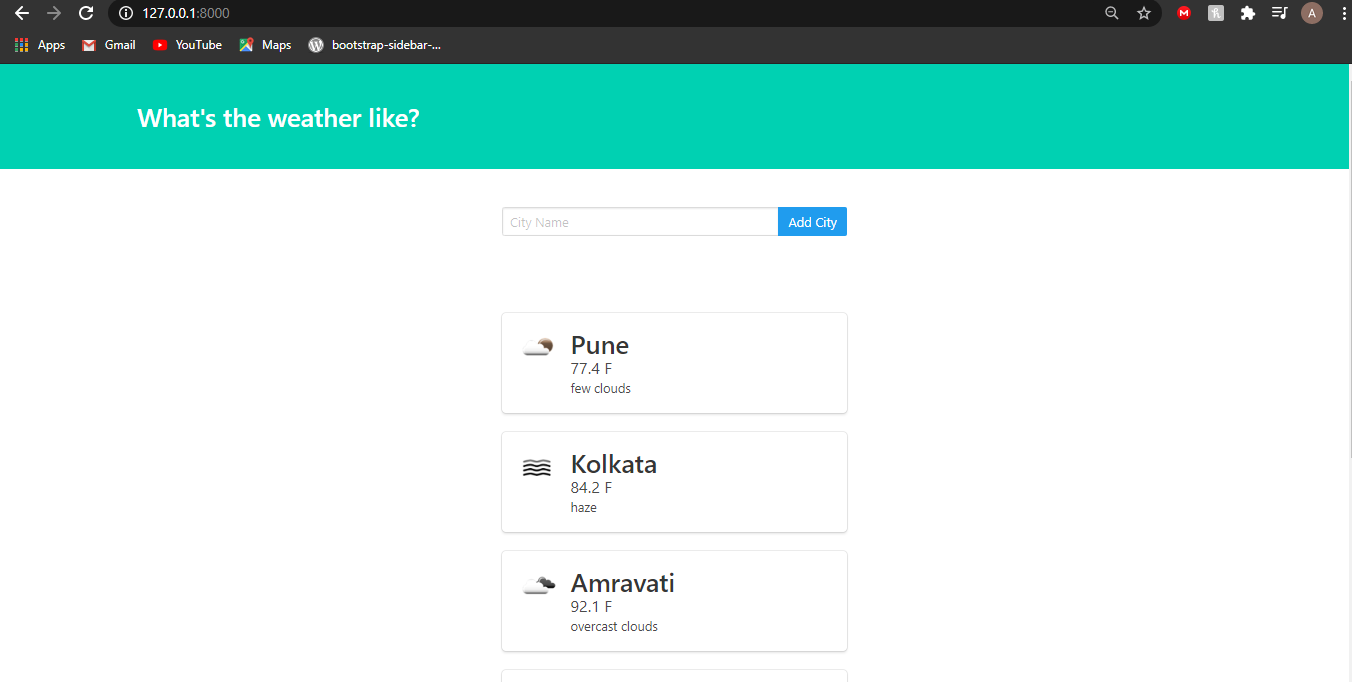 127.0.0.1:8000
M
A
Apps Gmail YouTube Maps bootstrap-sidebar-...
What's the weather like?
City Name Add City
Pune
77.4 F
few clouds
Kolkata
84.2 F
haze
Amravati
92.1 F
overcast clouds